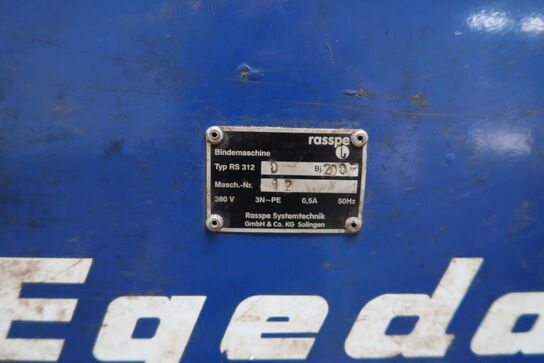 rasspe
Bindemaschine
Typ RS 312 D Bj. 200
Masch.-Nr. 12 N
380 V 3N~PE 0,5A 50Hz
Rasspe Systemtechnik
GmbH & Co. KG Solingen
Egeda